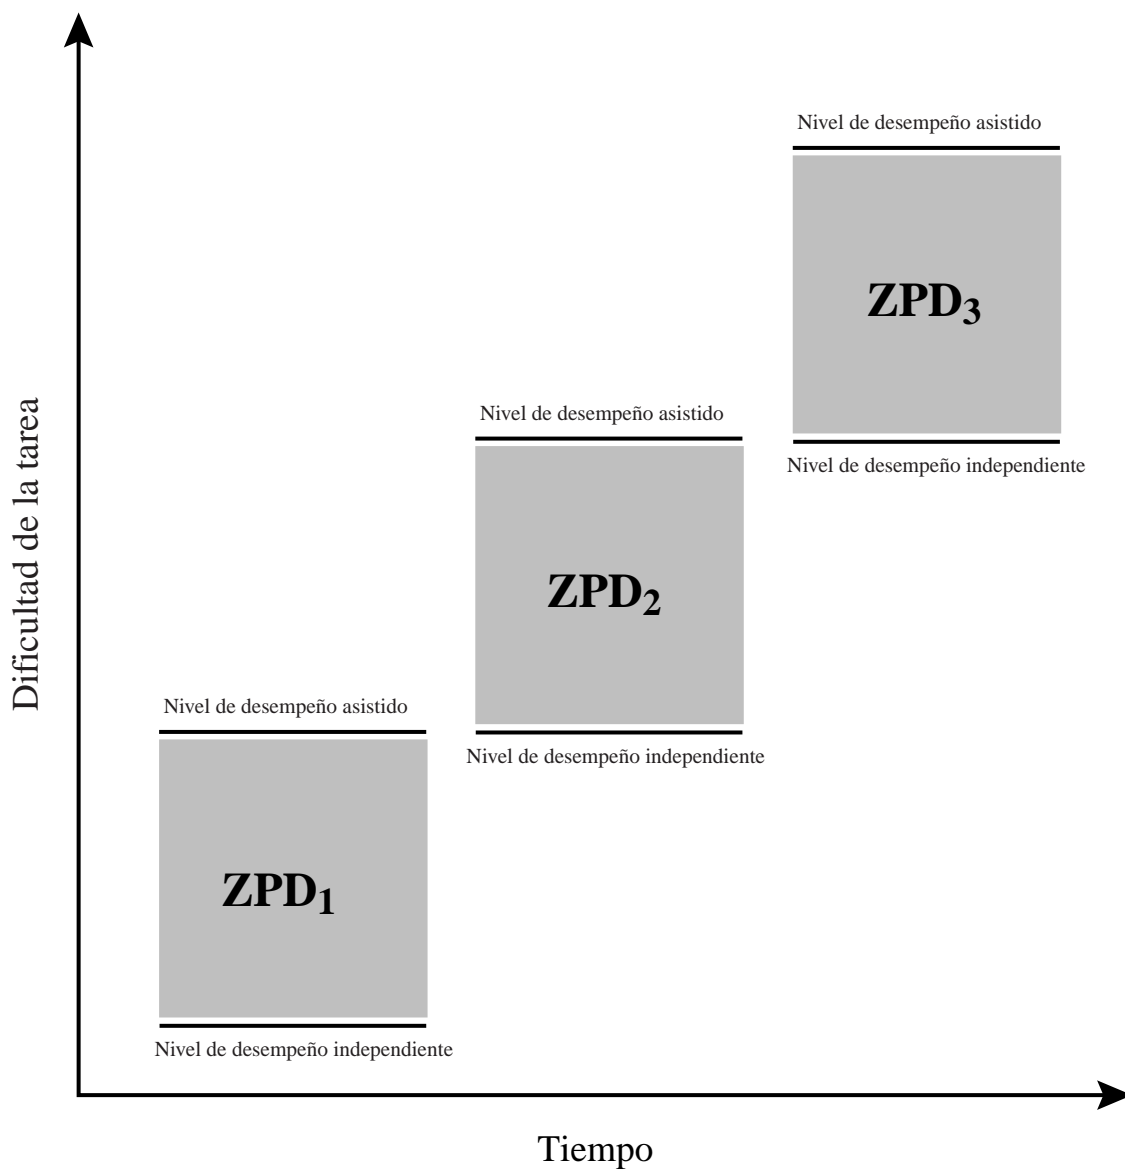 Nivel de desempeño asistido
ZPD₃
Nivel de desempeño independiente
Nivel de desempeño asistido
ZPD₂
Nivel de desempeño independiente
Nivel de desempeño asistido
ZPD₁
Nivel de desempeño independiente
Dificultad de la tarea
Tiempo